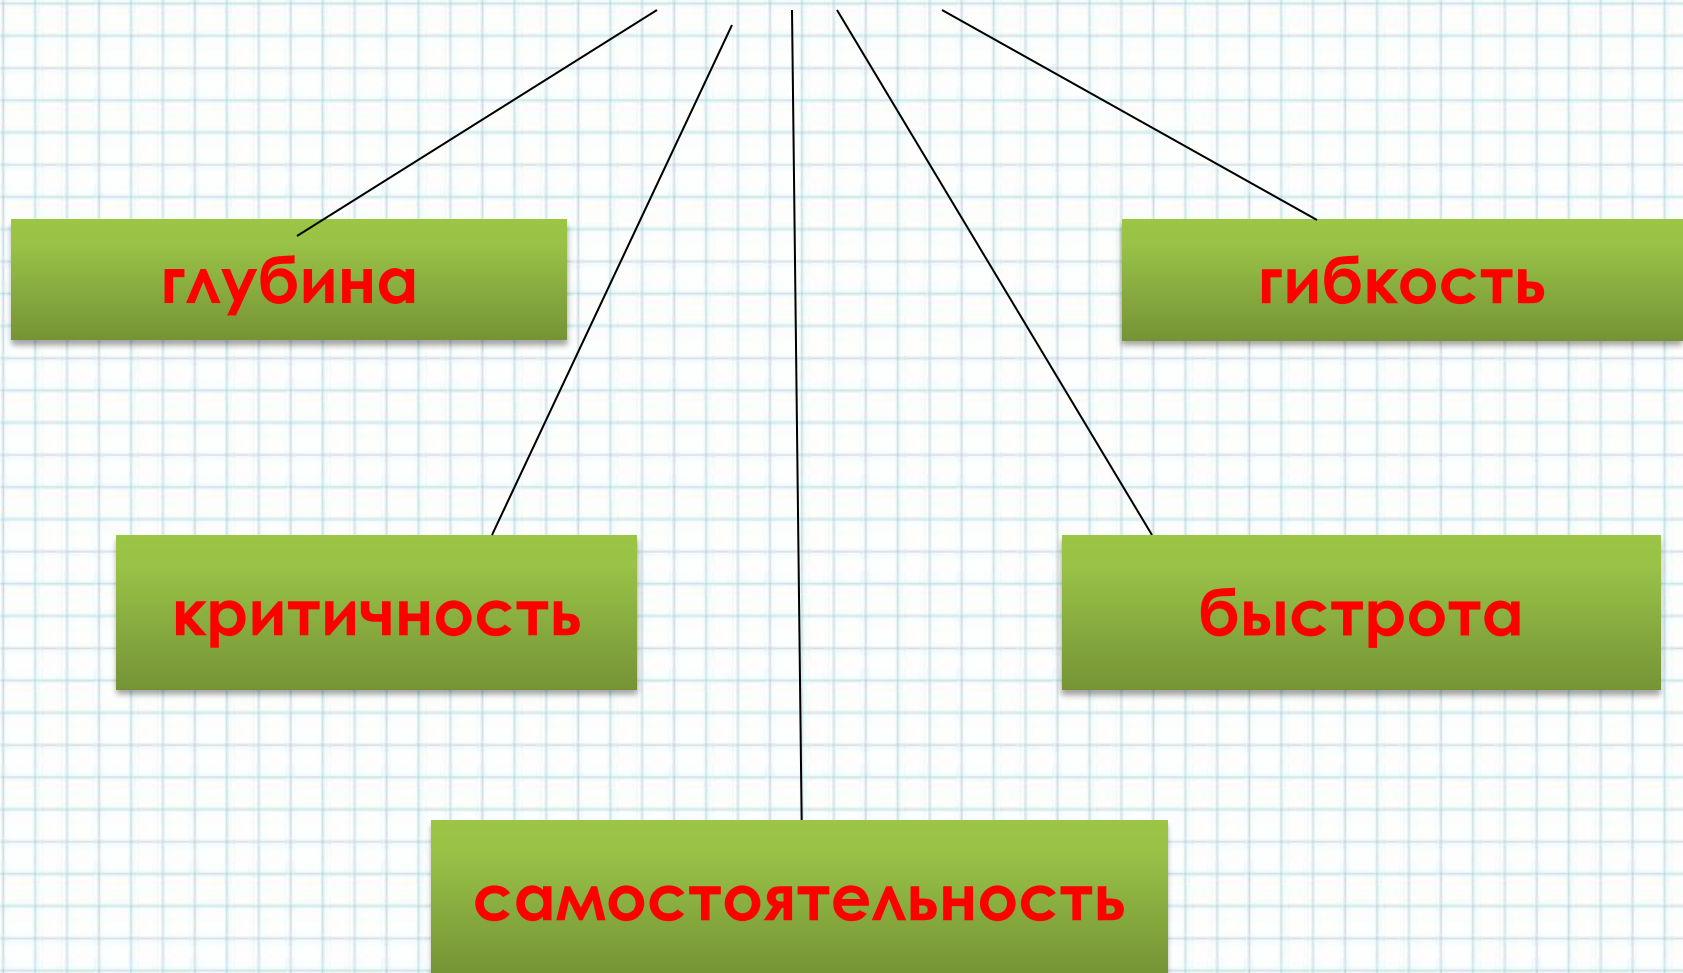 глубина
гибкость
критичность
быстрота
самостоятельность